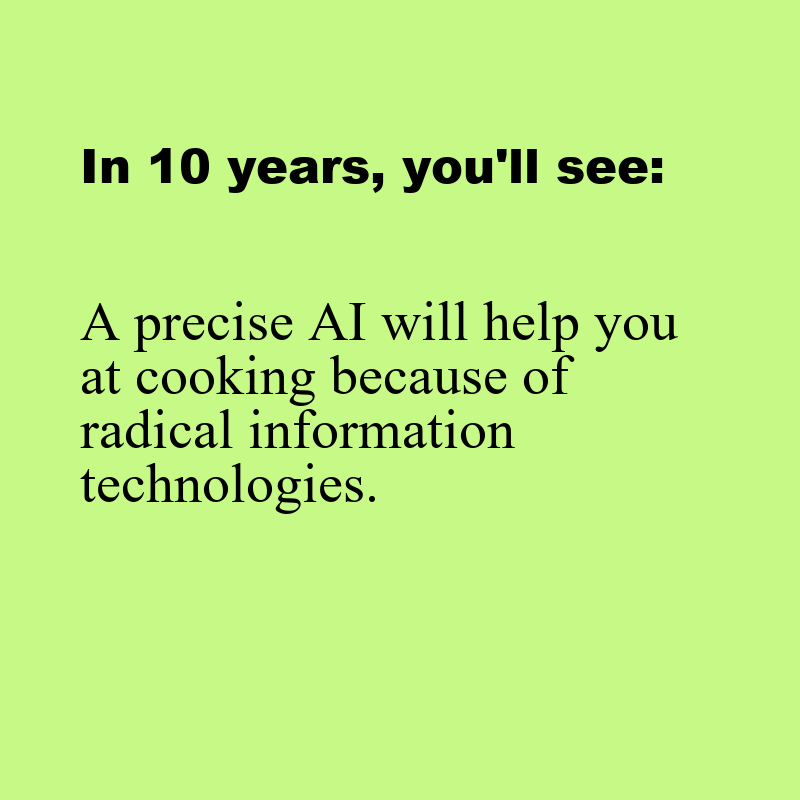 In 10 years, you'll see:
A precise AI will help you
at cooking because of
radical information
technologies.